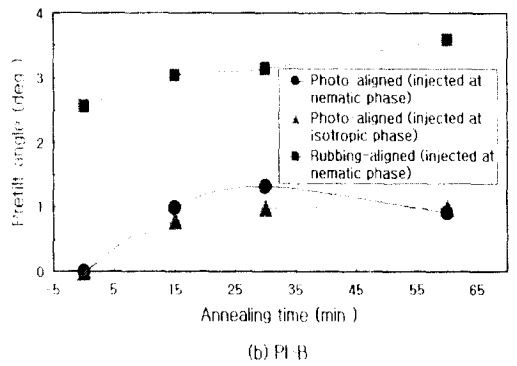 4
3
2
1
0
-5 5 15 25 35 45 55 65
Pretilt angle (deg.)
Photo-aligned (injected at
nematic phase)
Photo-aligned (injected at
isotropic phase)
Rubbing-aligned (injected at
nematic phase)
Annealing time (min.)
(b) PI-B